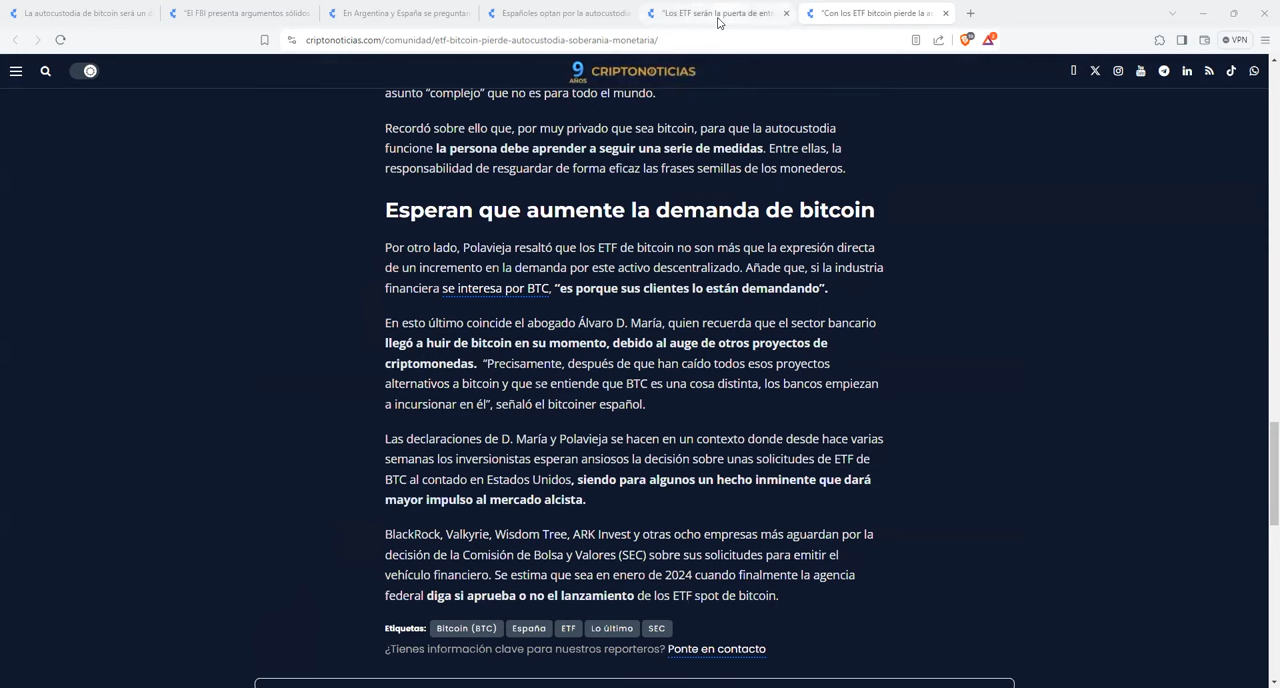 La autocustodia de bitcoin será un d
"El FBI presenta argumentos sólidos
En Argentina y España se preguntan
Españoles optan por la autocustodia
"Los ETF serán la puerta de entr
"Con los ETF bitcoin pierde la a
criptonoticias.com/comunidad/etf-bitcoin-pierde-autocustodia-soberania-monetaria/
VPN
9
AÑOS
CRIPTONOTICIAS
asunto “complejo” que no es para todo el mundo.
Recordó sobre ello que, por muy privado que sea bitcoin, para que la autocustodia
funcione la persona debe aprender a seguir una serie de medidas. Entre ellas, la
responsabilidad de resguardar de forma eficaz las frases semillas de los monederos.
Esperan que aumente la demanda de bitcoin
Por otro lado, Polavieja resaltó que los ETF de bitcoin no son más que la expresión directa
de un incremento en la demanda por este activo descentralizado. Añade que, si la industria
financiera se interesa por BTC, “es porque sus clientes lo están demandando”.
En esto último coincide el abogado Álvaro D. María, quien recuerda que el sector bancario
llegó a huir de bitcoin en su momento, debido al auge de otros proyectos de
criptomonedas. “Precisamente, después de que han caído todos esos proyectos
alternativos a bitcoin y que se entiende que BTC es una cosa distinta, los bancos empiezan
a incursionar en él”, señaló el bitcoiner español.
Las declaraciones de D. María y Polavieja se hacen en un contexto donde desde hace varias
semanas los inversionistas esperan ansiosos la decisión sobre unas solicitudes de ETF de
BTC al contado en Estados Unidos, siendo para algunos un hecho inminente que dará
mayor impulso al mercado alcista.
BlackRock, Valkyrie, Wisdom Tree, ARK Invest y otras ocho empresas más aguardan por la
decisión de la Comisión de Bolsa y Valores (SEC) sobre sus solicitudes para emitir el
vehículo financiero. Se estima que sea en enero de 2024 cuando finalmente la agencia
federal diga si aprueba o no el lanzamiento de los ETF spot de bitcoin.
Etiquetas: Bitcoin (BTC) España ETF Lo último SEC
¿Tienes información clave para nuestros reporteros? Ponte en contacto